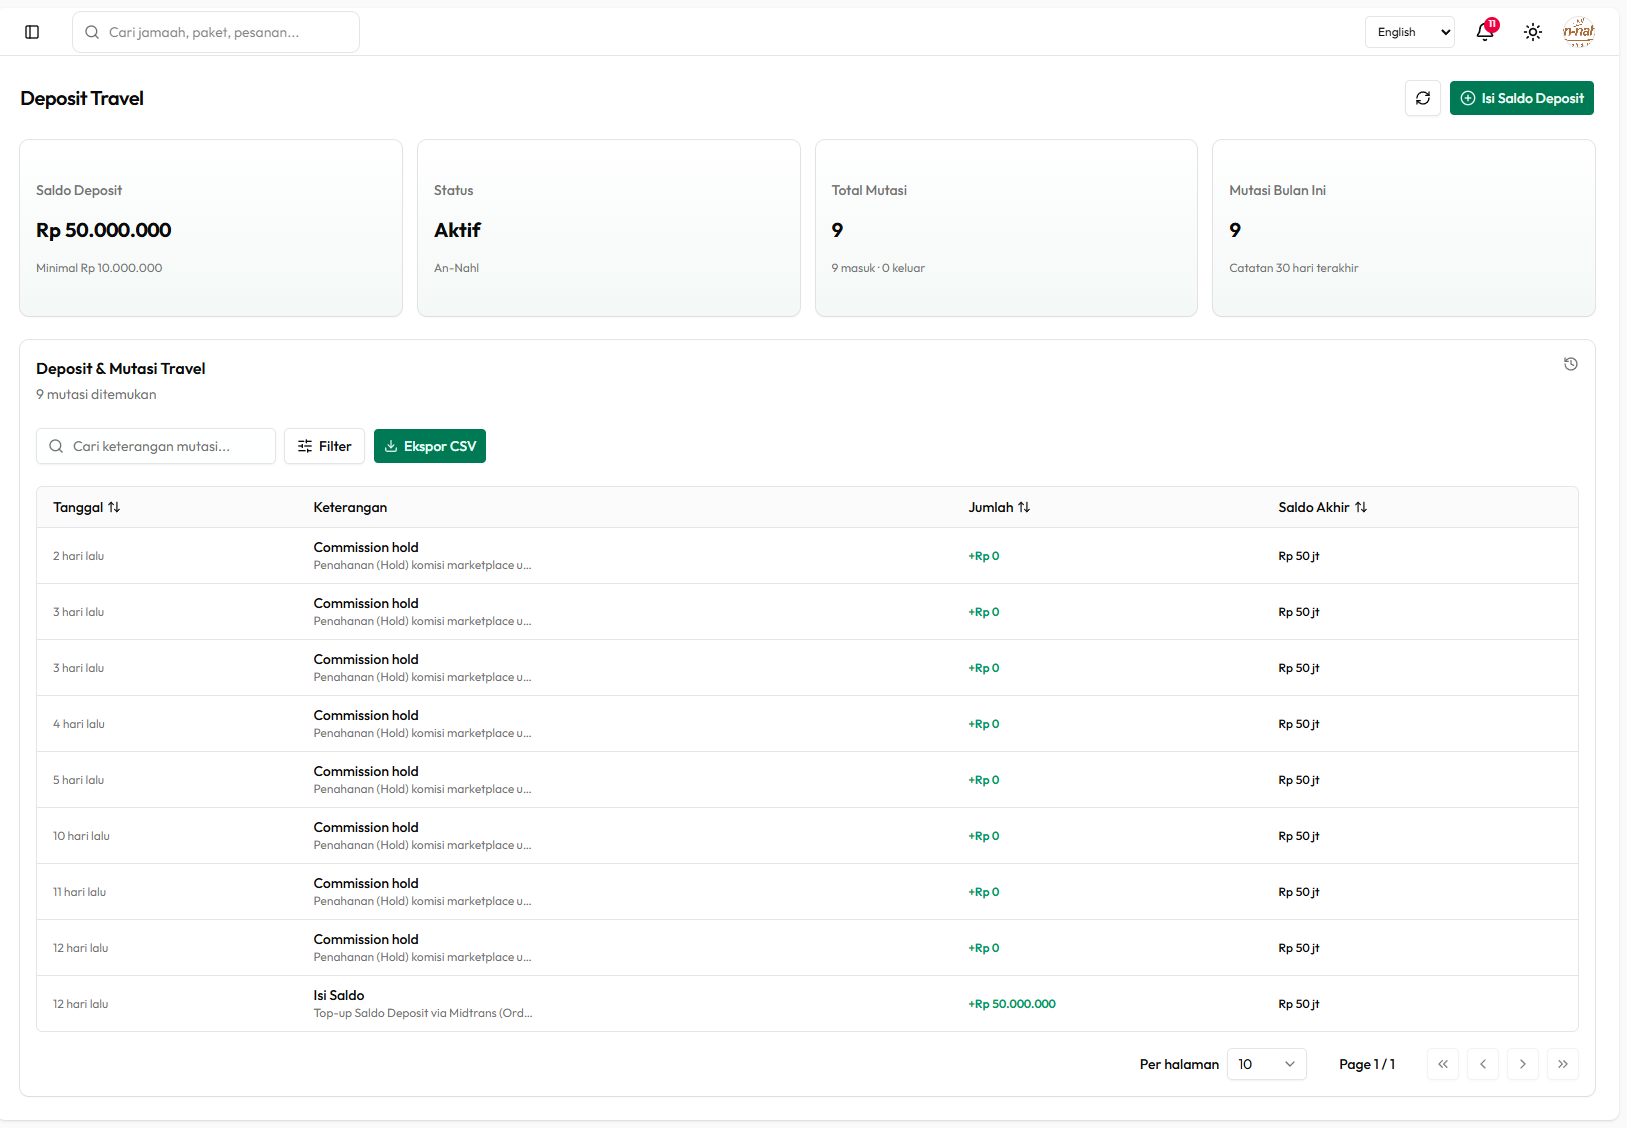 Cari jamaah, paket, pesanan...
English
11
Deposit Travel
Isi Saldo Deposit
Saldo Deposit
Rp 50.000.000
Minimal Rp 10.000.000
Status
Aktif
An-Nahl
Total Mutasi
9
9 masuk · 0 keluar
Mutasi Bulan Ini
9
Catatan 30 hari terakhir
Deposit & Mutasi Travel
9 mutasi ditemukan
Cari keterangan mutasi...
Filter
Ekspor CSV
Tanggal Keterangan Jumlah Saldo Akhir
2 hari lalu Commission hold +Rp 0 Rp 50 jt
Penahanan (Hold) komisi marketplace u...
3 hari lalu Commission hold +Rp 0 Rp 50 jt
Penahanan (Hold) komisi marketplace u...
3 hari lalu Commission hold +Rp 0 Rp 50 jt
Penahanan (Hold) komisi marketplace u...
4 hari lalu Commission hold +Rp 0 Rp 50 jt
Penahanan (Hold) komisi marketplace u...
5 hari lalu Commission hold +Rp 0 Rp 50 jt
Penahanan (Hold) komisi marketplace u...
10 hari lalu Commission hold +Rp 0 Rp 50 jt
Penahanan (Hold) komisi marketplace u...
11 hari lalu Commission hold +Rp 0 Rp 50 jt
Penahanan (Hold) komisi marketplace u...
12 hari lalu Commission hold +Rp 0 Rp 50 jt
Penahanan (Hold) komisi marketplace u...
12 hari lalu Isi Saldo +Rp 50.000.000 Rp 50 jt
Top-up Saldo Deposit via Midtrans (Ord...
Per halaman 10 Page 1 / 1